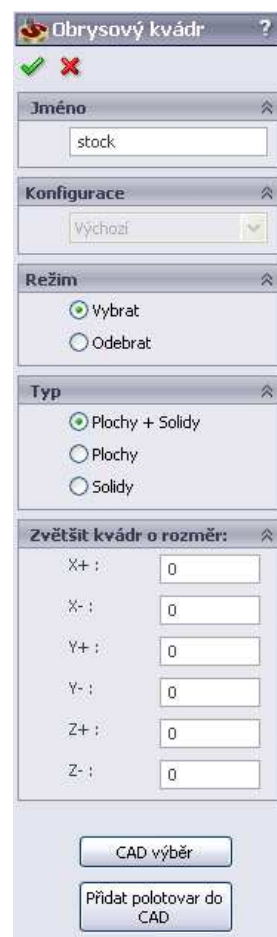 Obrysový kvádr ?
Jméno
stock
Konfigurace
Výchozí
Režim
Vybrat
Odebrat
Typ
Plochy + Solidy
Plochy
Solidy
Zvětšit kvádr o rozměr:
X+ : 0
X- : 0
Y+ : 0
Y- : 0
Z+ : 0
Z- : 0
CAD výběr
Přidat polotovar do
CAD